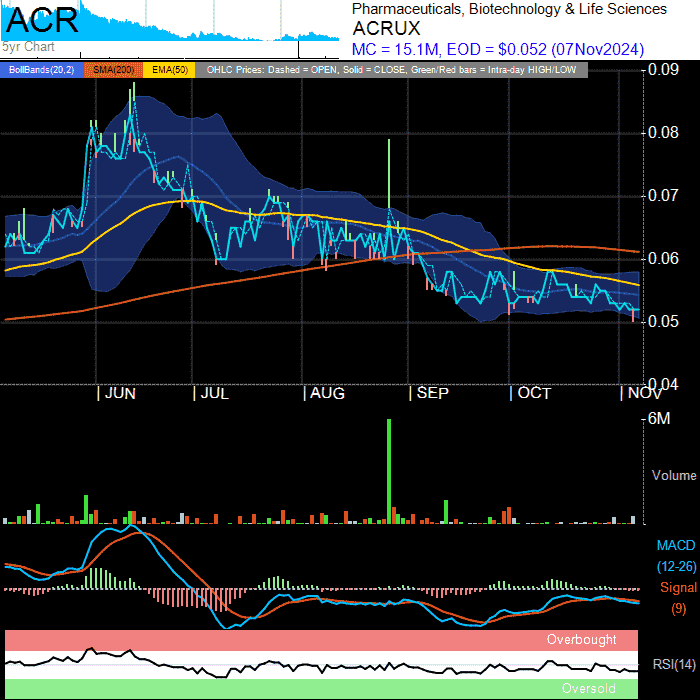 ACR
5yr Chart
Pharmaceuticals, Biotechnology & Life Sciences
ACRUX
MC = 15.1M, EOD = $0.052 (07Nov2024)
BollBands(20,2) SMA(200) EMA(50) OHLC Prices: Dashed = OPEN, Solid = CLOSE, Green/Red bars = Intra-day HIGH/LOW
0.09
0.08
0.07
0.06
0.05
0.04
JUN JUL AUG SEP OCT NOV
6M
Volume
MACD
(12-26)
Signal
(9)
Overbought
RSI(14)
Oversold